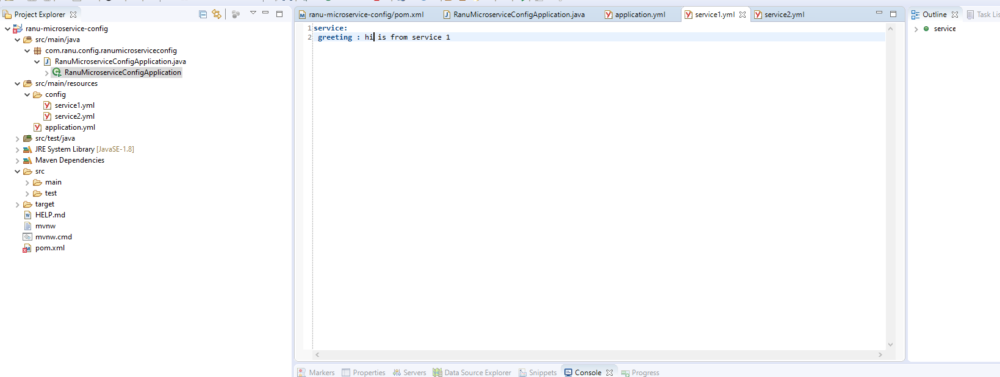 Project Explorer
ranu-microservice-config
src/main/java
com.ranu.config.ranumicroserviceconfig
RanuMicroserviceConfigApplication.java
RanuMicroserviceConfigApplication
src/main/resources
config
service1.yml
service2.yml
application.yml
src/test/java
JRE System Library [JavaSE-1.8]
Maven Dependencies
src
main
test
target
HELP.md
mvnw
mvnw.cmd
pom.xml
ranu-microservice-config/pom.xml RanuMicroserviceConfigApplication.java application.yml service1.yml service2.yml
1 service:
2 greeting : hi is from service 1
Outline Task Lis
service
Markers Properties Servers Data Source Explorer Snippets Console Progress